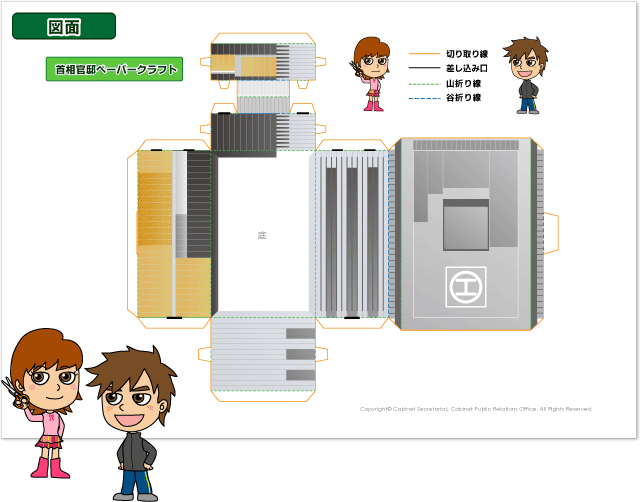 図面
首相官邸ペーパークラフト
切り取り線
差し込み口
山折り線
谷折り線
底
Copyright© Cabinet Secretariat, Cabinet Public Relations Office. All Rights Reserved.